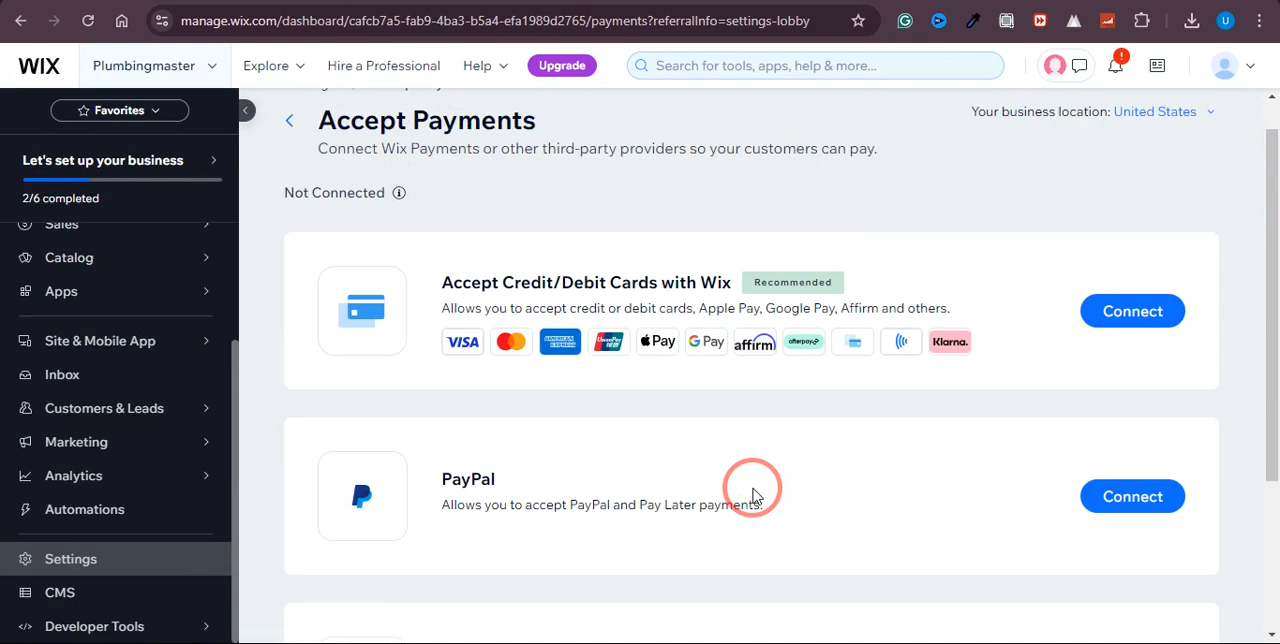 manage.wix.com/dashboard/cafcb7a5-fab9-4ba3-b5a4-efa1989d2765/payments?referralInfo=settings-lobby
U
WIX
Plumbingmaster
Explore
Hire a Professional
Help
Upgrade
Search for tools, apps, help & more...
!
Favorites
Let's set up your business
2/6 completed
Sales
Catalog
Apps
Site & Mobile App
Inbox
Customers & Leads
Marketing
Analytics
Automations
Settings
CMS
Developer Tools
Accept Payments
Your business location: United States
Connect Wix Payments or other third-party providers so your customers can pay.
Not Connected
Accept Credit/Debit Cards with Wix Recommended
Allows you to accept credit or debit cards, Apple Pay, Google Pay, Affirm and others.
VISA
AMERICAN EXPRESS
UnionPay
Pay
G Pay
affirm
afterpay
Klarna.
Connect
PayPal
Allows you to accept PayPal and Pay Later payments.
Connect